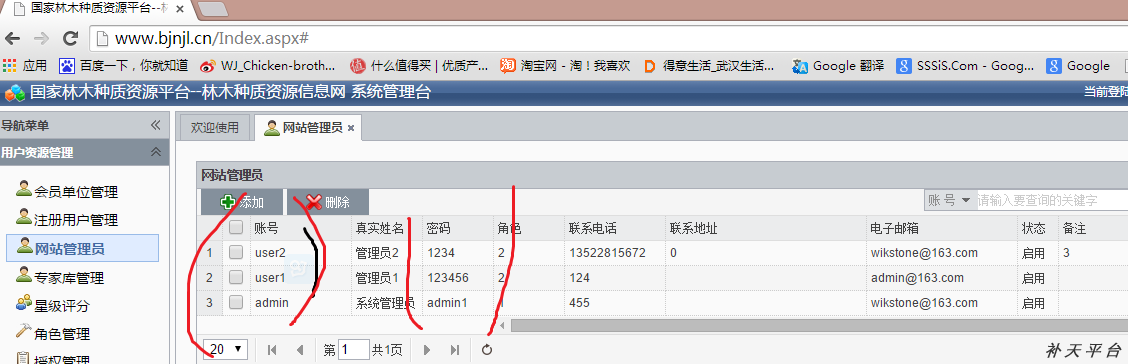 国家林木种质资源平台--林
www.bjnjl.cn/Index.aspx#
应用 百度一下，你就知道 WJ_Chicken-broth... 什么值得买 | 优质产... 淘宝网 - 淘！我喜欢 得意生活_武汉生活... Google 翻译 SSSiS.Com - Goog... Google
国家林木种质资源平台--林木种质资源信息网 系统管理台 当前登陆
导航菜单 欢迎使用 网站管理员
用户资源管理
会员单位管理
注册用户管理
网站管理员
专家库管理
星级评分
角色管理
授权管理
网站管理员
添加 删除 账号 请输入要查询的关键字
账号 真实姓名 密码 角色 联系电话 联系地址 电子邮箱 状态 备注
1 user2 管理员2 1234 2 13522815672 0 wikstone@163.com 启用 3
2 user1 管理员1 123456 2 124 admin@163.com 启用
3 admin 系统管理员 admin1 1 455 wikstone@163.com 启用
20 第 1 共1页
补天平台